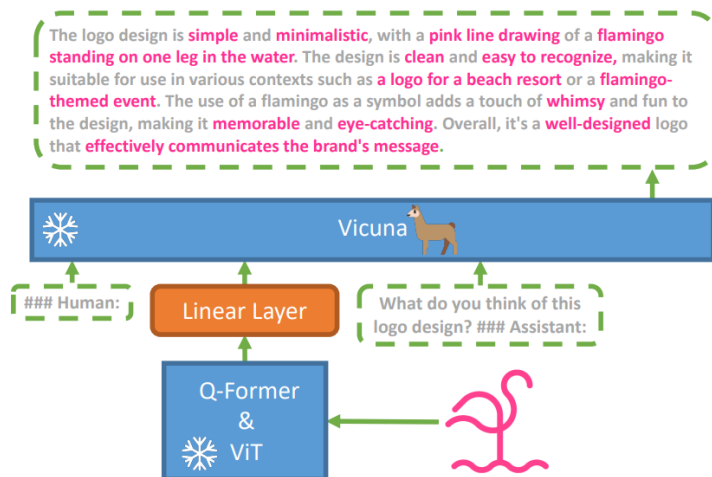 The logo design is simple and minimalistic, with a pink line drawing of a flamingo
standing on one leg in the water. The design is clean and easy to recognize, making it
suitable for use in various contexts such as a logo for a beach resort or a flamingo-
themed event. The use of a flamingo as a symbol adds a touch of whimsy and fun to
the design, making it memorable and eye-catching. Overall, it's a well-designed logo
that effectively communicates the brand's message.
Vicuna
### Human:
Linear Layer
What do you think of this
logo design? ### Assistant:
Q-Former
&
ViT